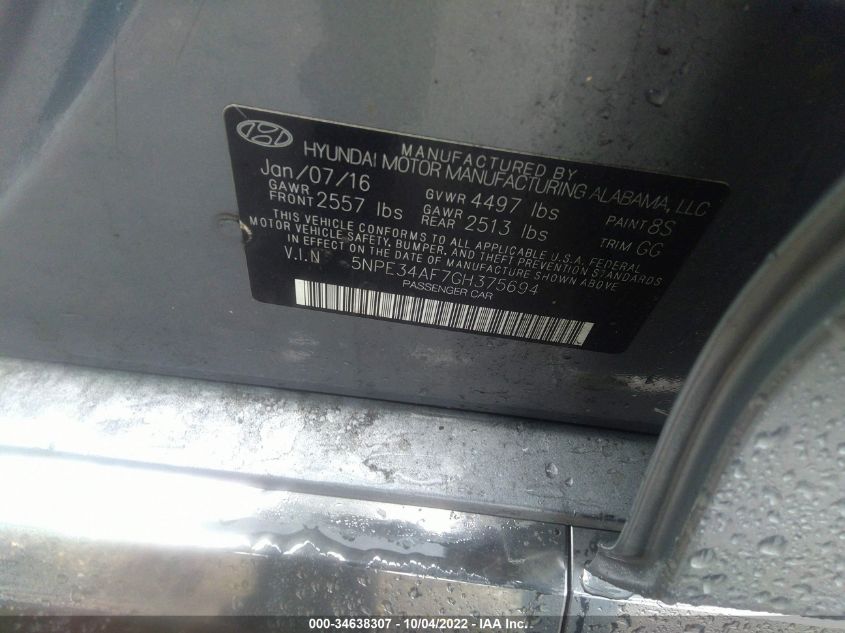 MANUFACTURED BY
HYUNDAI MOTOR MANUFACTURING ALABAMA, LLC
Jan/07/16 GVWR 4497 lbs PAINT 8S
GAWR FRONT 2557 lbs GAWR REAR 2513 lbs TRIM GG
THIS VEHICLE CONFORMS TO ALL APPLICABLE U.S.A. FEDERAL
MOTOR VEHICLE SAFETY, BUMPER, AND THEFT PREVENTION STANDARDS
IN EFFECT ON THE DATE OF MANUFACTURE SHOWN ABOVE
V.I.N 5NPE34AF7GH375694
PASSENGER CAR
000-34638307 - 10/04/2022 - IAA Inc.